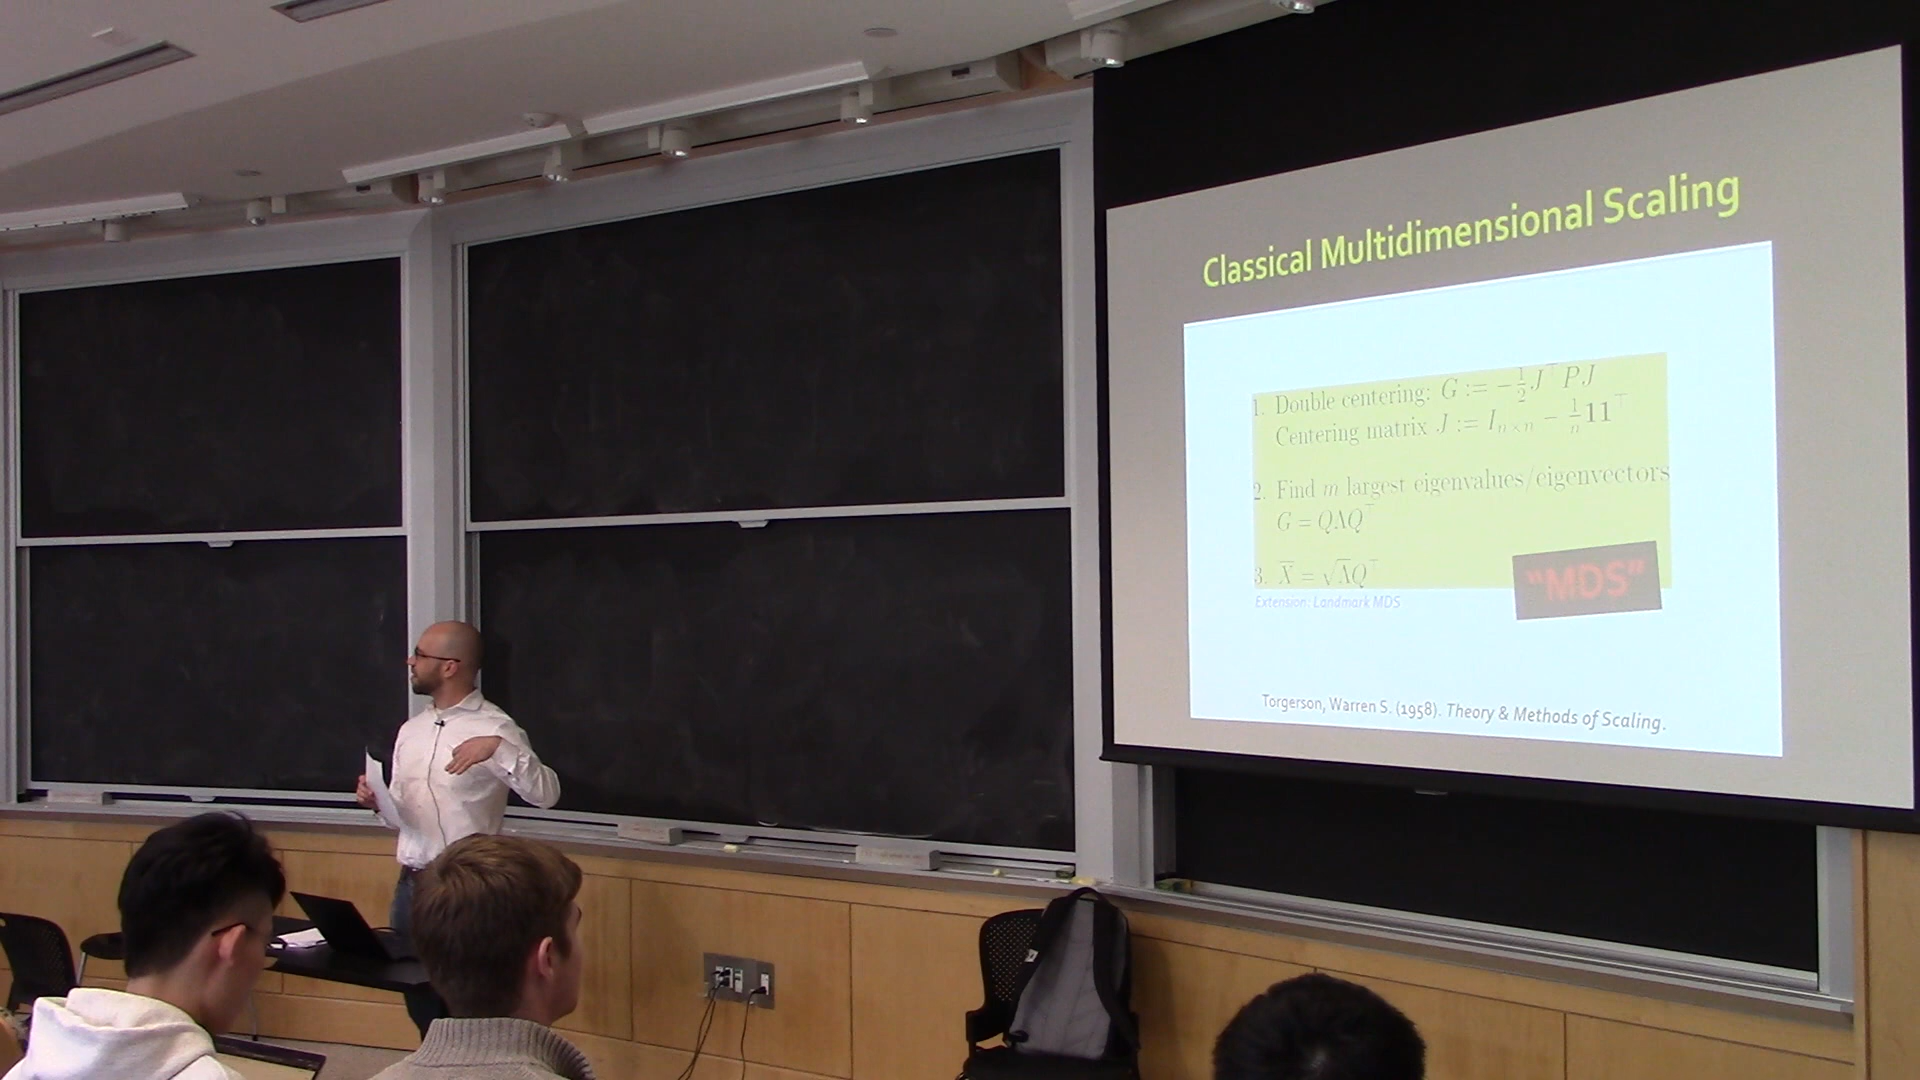 Classical Multidimensional Scaling
1. Double centering: G := −½J⊤PJ
Centering matrix J := Iₙ×ₙ − 1/n 11⊤
2. Find m largest eigenvalues/eigenvectors
G = QΛQ⊤
3. X̅ = √ΛQ⊤
"MDS"
Extension: Landmark MDS
Torgerson, Warren S. (1958). Theory & Methods of Scaling.